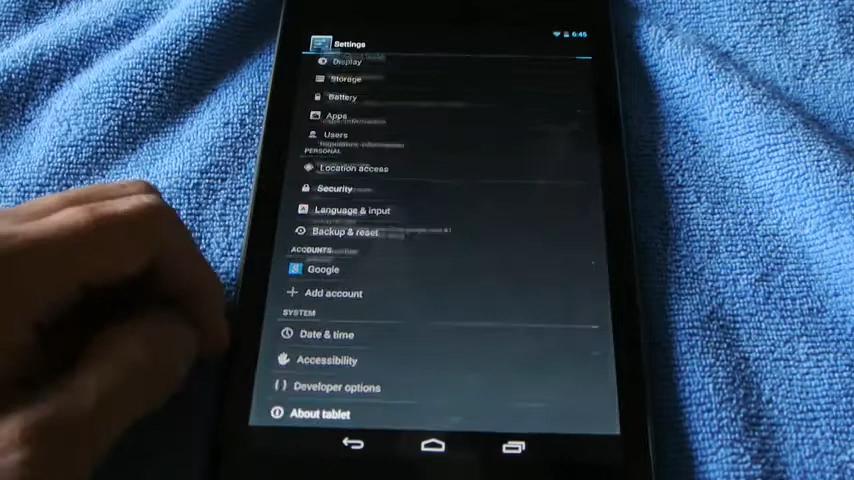 6:45
Settings
Display
Storage
Battery
Apps
Users
PERSONAL
Location access
Security
Language & input
Backup & reset
ACCOUNTS
Google
Add account
SYSTEM
Date & time
Accessibility
{ } Developer options
About tablet